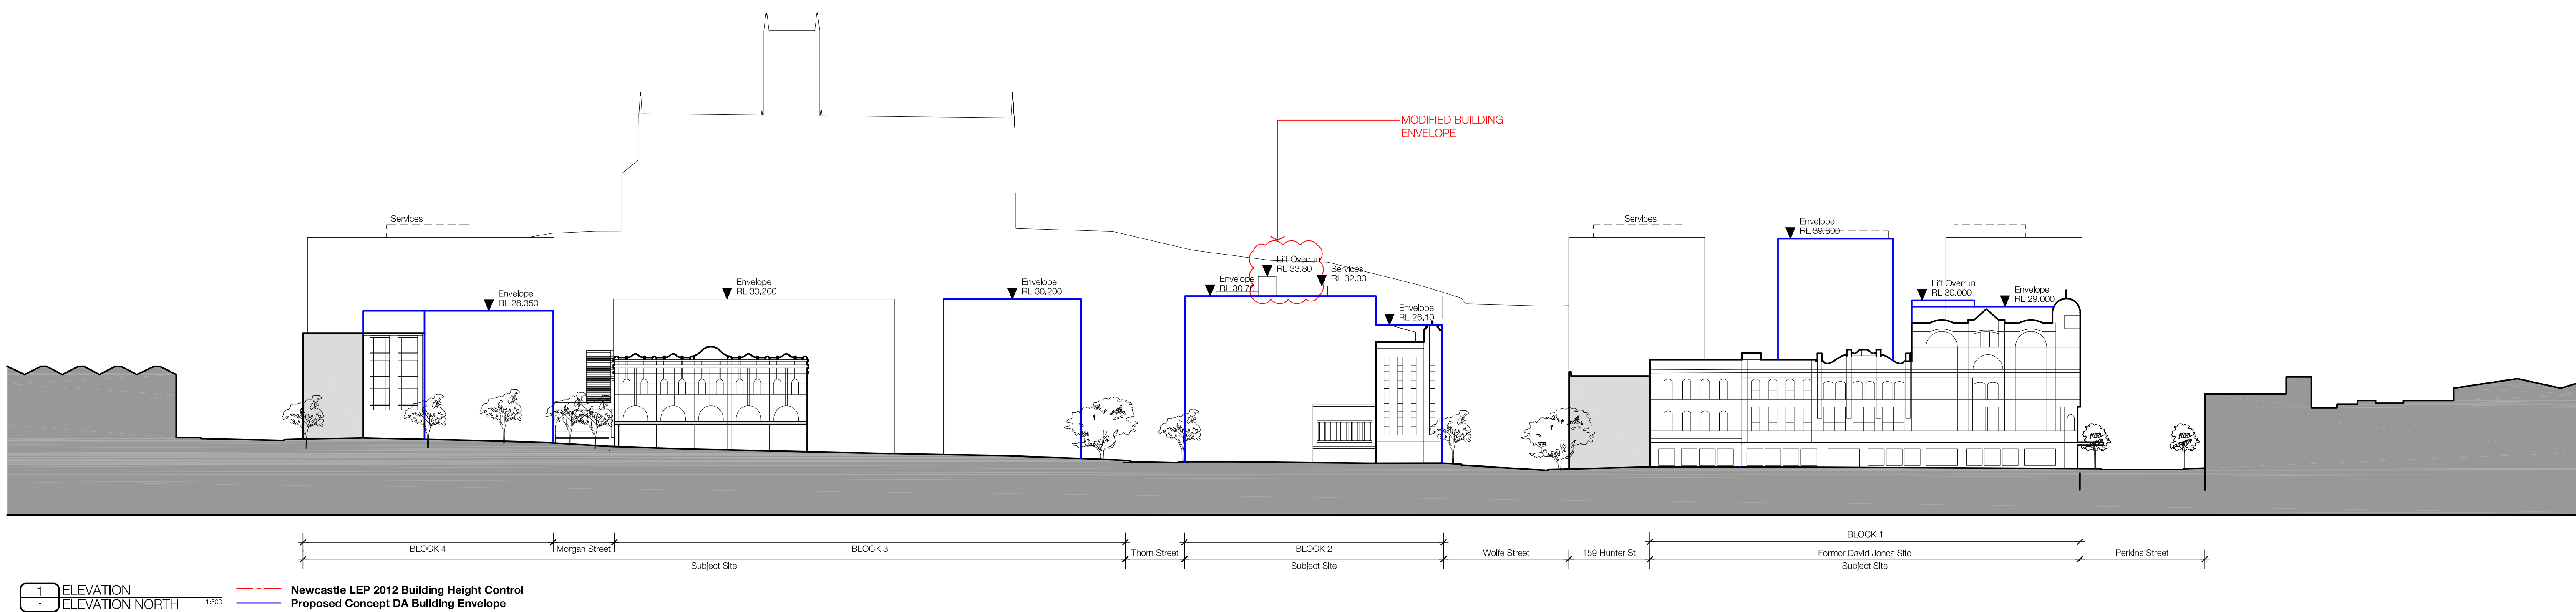 MODIFIED BUILDING
ENVELOPE
Services
Services
Envelope
RL 39.800
Envelope
RL 28.350
Envelope
RL 30.200
Envelope
RL 30.200
Envelope
RL 30.70
Lift Overrun
RL 33.80
Services
RL 32.30
Envelope
RL 26.10
Lift Overrun
RL 30.000
Envelope
RL 29.000
BLOCK 4
Morgan Street
BLOCK 3
Subject Site
Thorn Street
BLOCK 2
Subject Site
Wolfe Street
159 Hunter St
BLOCK 1
Former David Jones Site
Subject Site
Perkins Street
1
-
ELEVATION
ELEVATION NORTH
1:500
Newcastle LEP 2012 Building Height Control
Proposed Concept DA Building Envelope